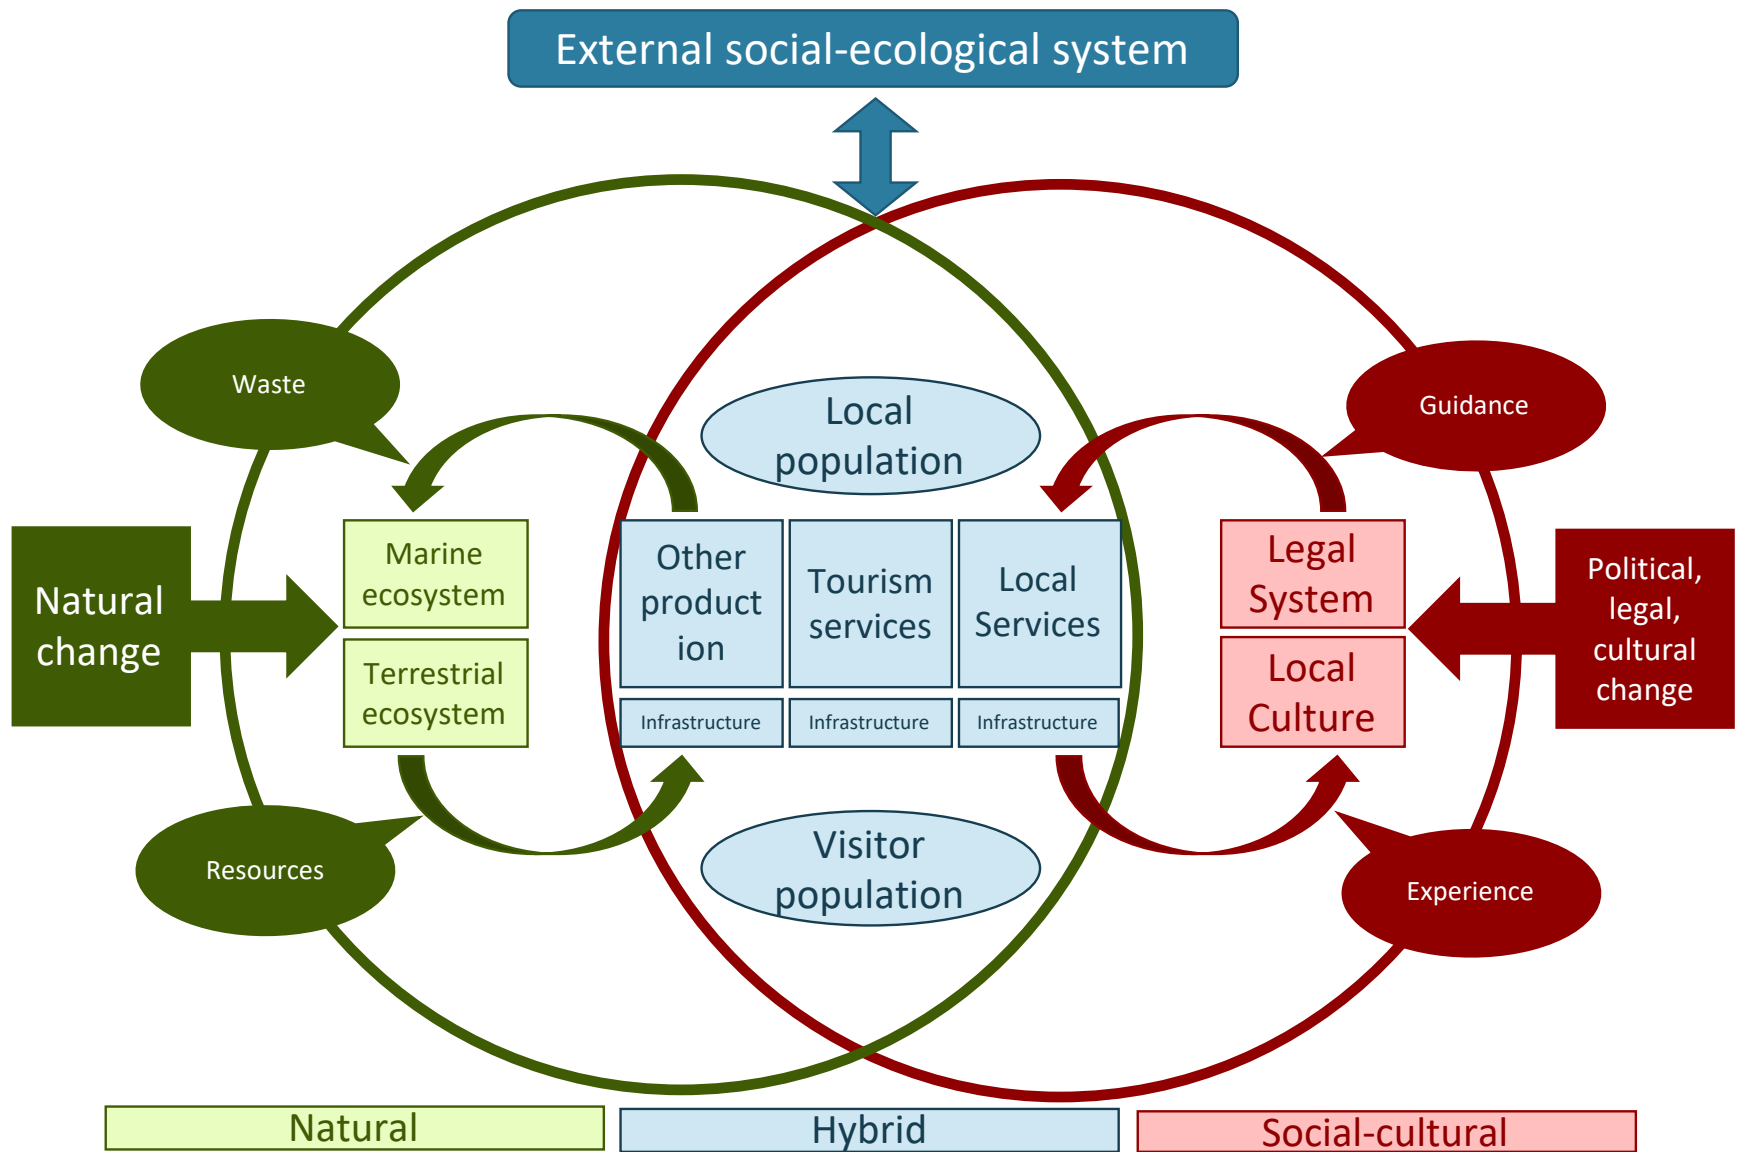 External social-ecological system
Waste
Guidance
Local
population
Natural
change
Marine
ecosystem
Terrestrial
ecosystem
Other
product
ion
Tourism
services
Local
Services
Infrastructure
Infrastructure
Infrastructure
Legal
System
Local
Culture
Political,
legal,
cultural
change
Resources
Visitor
population
Experience
Natural
Hybrid
Social-cultural